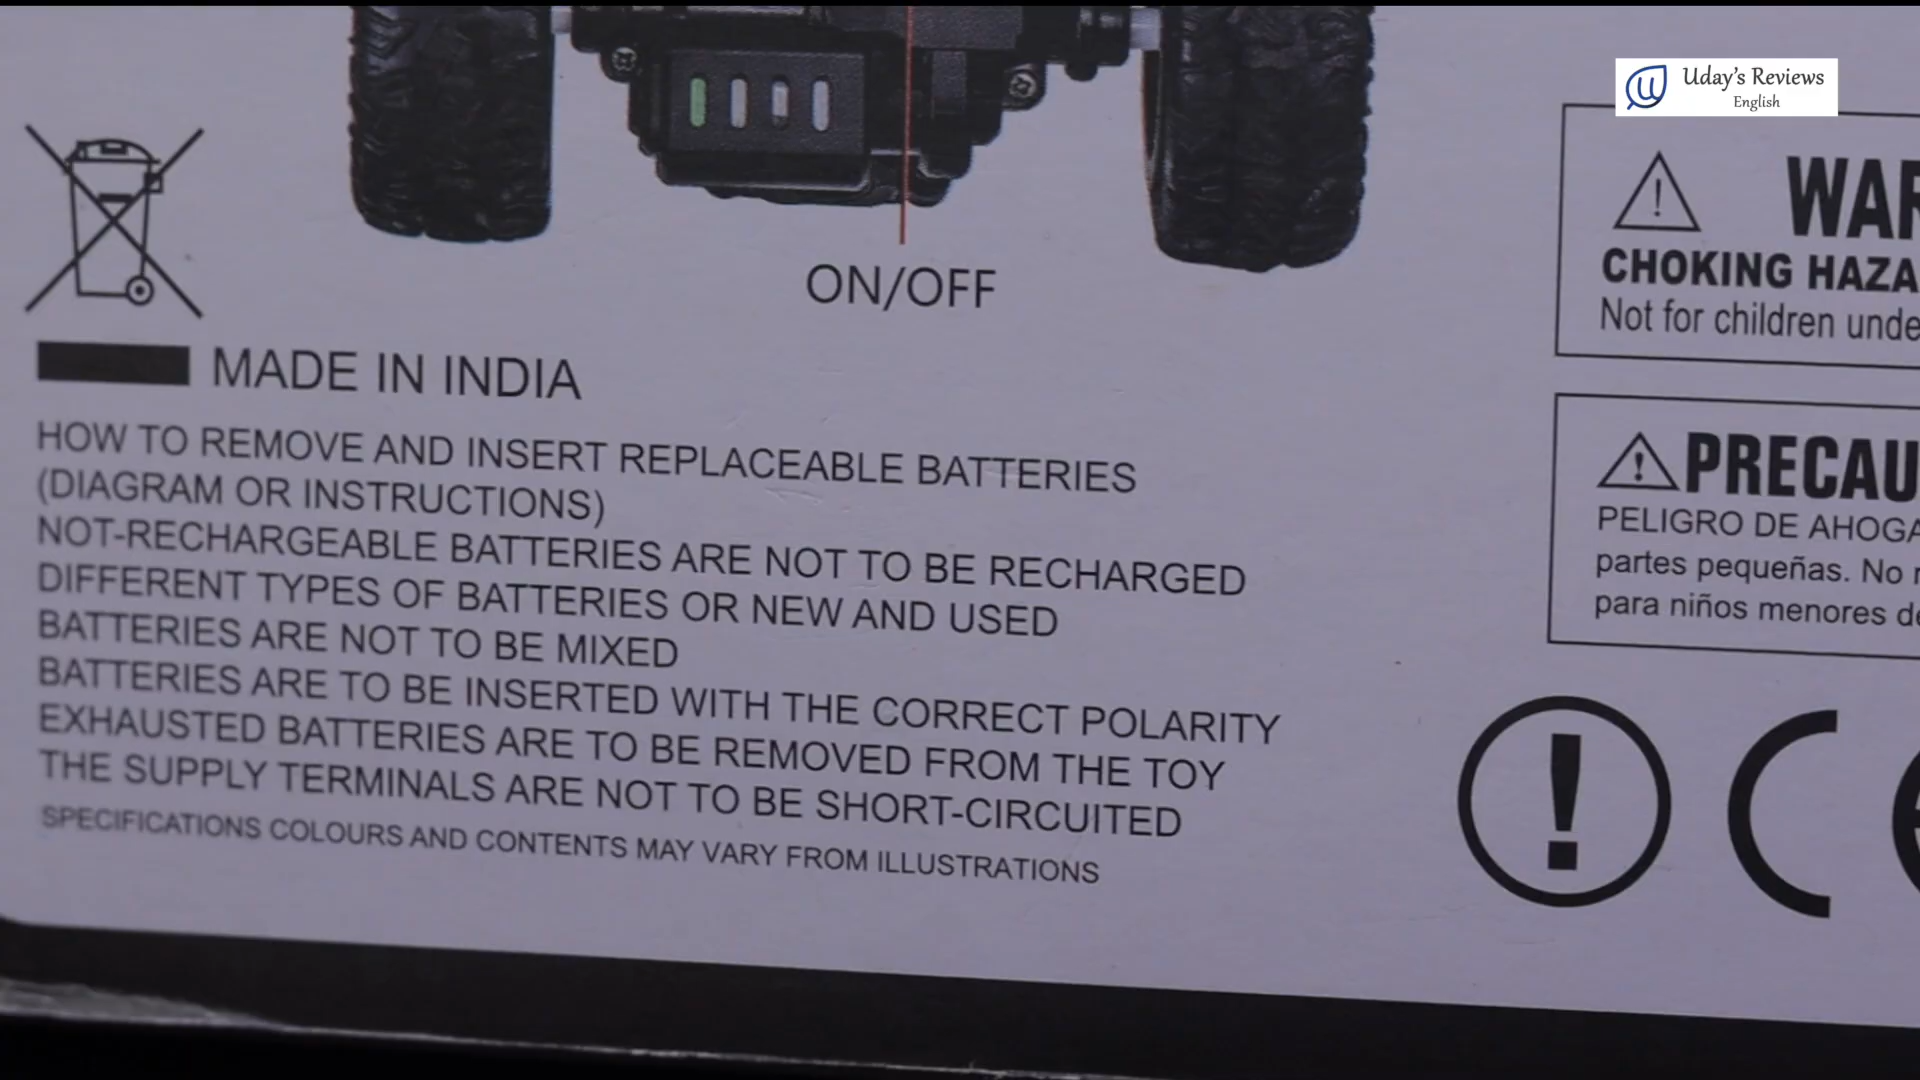 Uday's Reviews
English
ON/OFF
MADE IN INDIA
HOW TO REMOVE AND INSERT REPLACEABLE BATTERIES
(DIAGRAM OR INSTRUCTIONS)
NOT-RECHARGEABLE BATTERIES ARE NOT TO BE RECHARGED
DIFFERENT TYPES OF BATTERIES OR NEW AND USED
BATTERIES ARE NOT TO BE MIXED
BATTERIES ARE TO BE INSERTED WITH THE CORRECT POLARITY
EXHAUSTED BATTERIES ARE TO BE REMOVED FROM THE TOY
THE SUPPLY TERMINALS ARE NOT TO BE SHORT-CIRCUITED
SPECIFICATIONS COLOURS AND CONTENTS MAY VARY FROM ILLUSTRATIONS
CHOKING
Not for children
PELIGRO DE
partes pequeñas. No
para niños menores